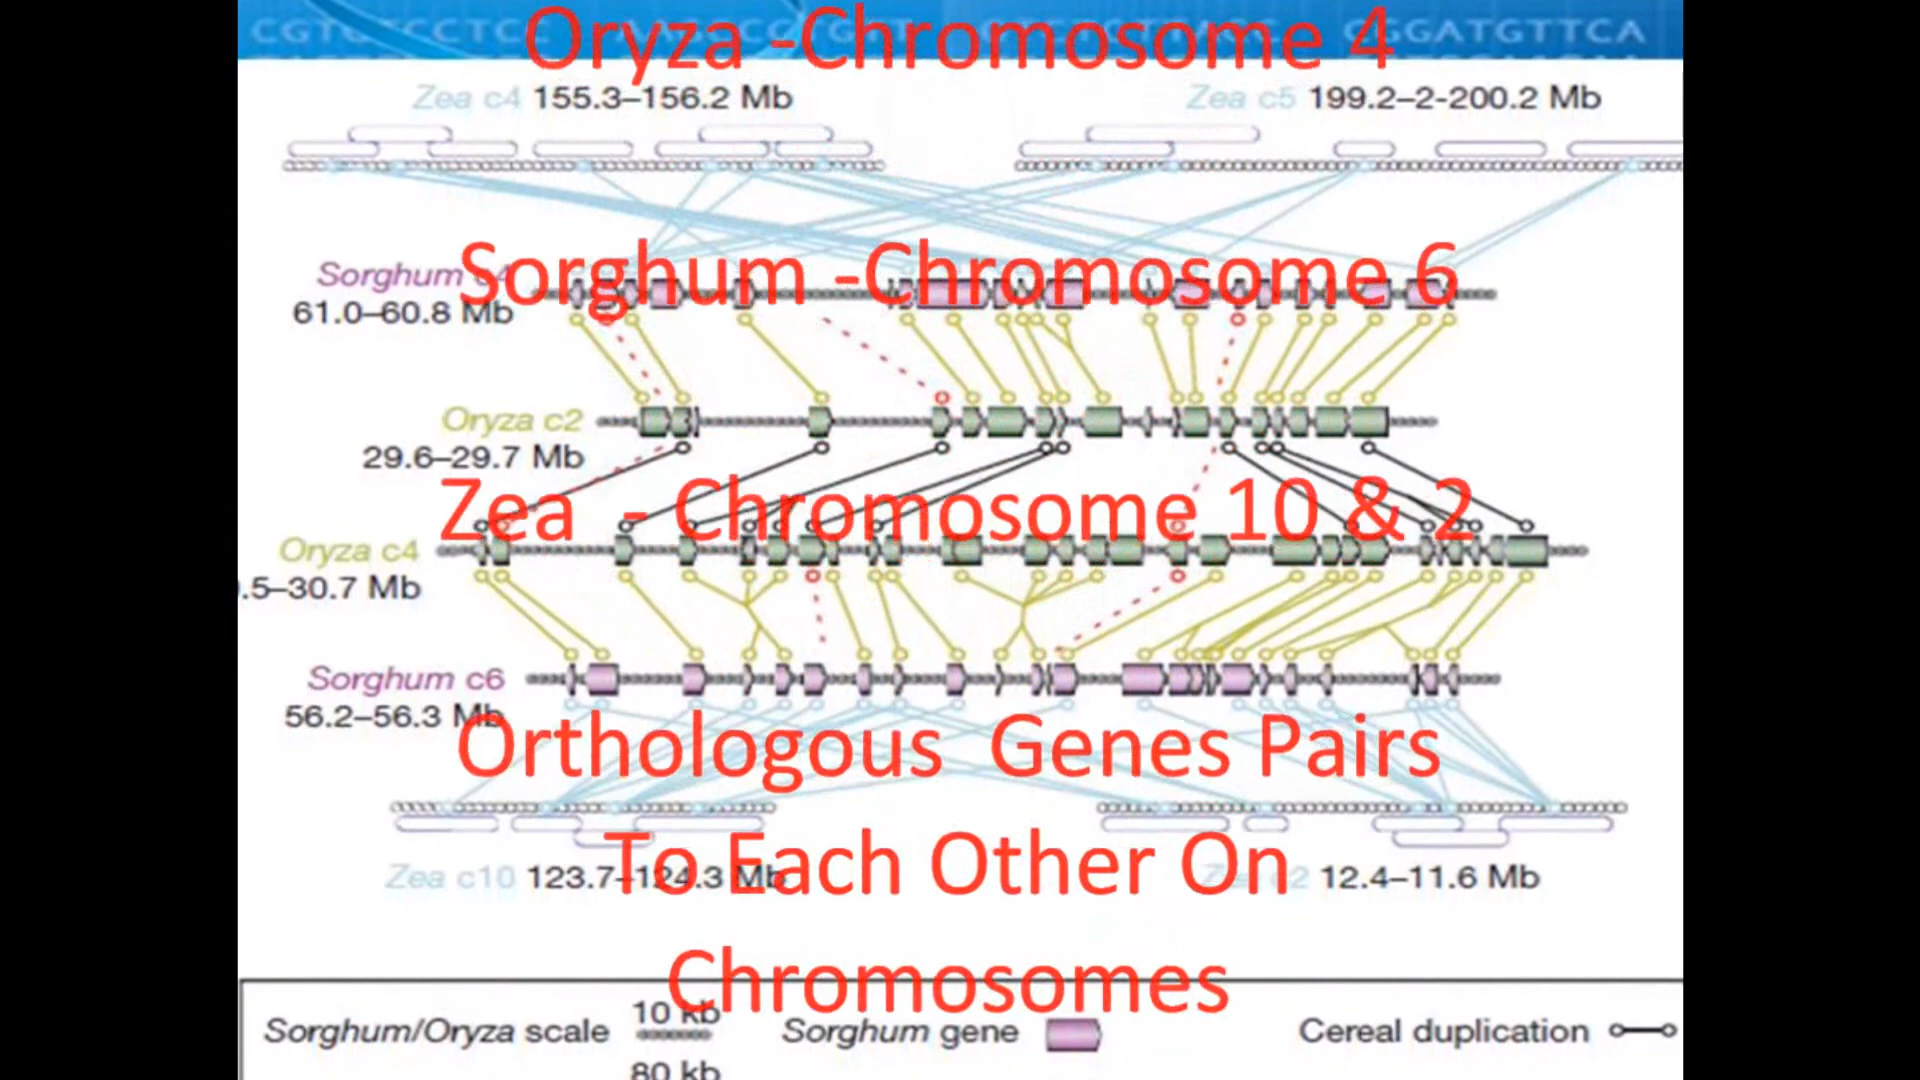 Oryza -Chromosome 4
GGATGTTCA
Zea c4 155.3–156.2 Mb
Zea c5 199.2–2-200.2 Mb
Sorghum -Chromosome 6
Sorghum
61.0–60.8 Mb
Oryza c2
29.6–29.7 Mb
Zea - Chromosome 10 & 2
Oryza c4
.5–30.7 Mb
Sorghum c6
56.2–56.3 Mb
Orthologous Genes Pairs
To Each Other On
Zea c10 123.7–124.3 Mb
c2 12.4–11.6 Mb
Chromosomes
Sorghum/Oryza scale
10 kb
80 kb
Sorghum gene
Cereal duplication